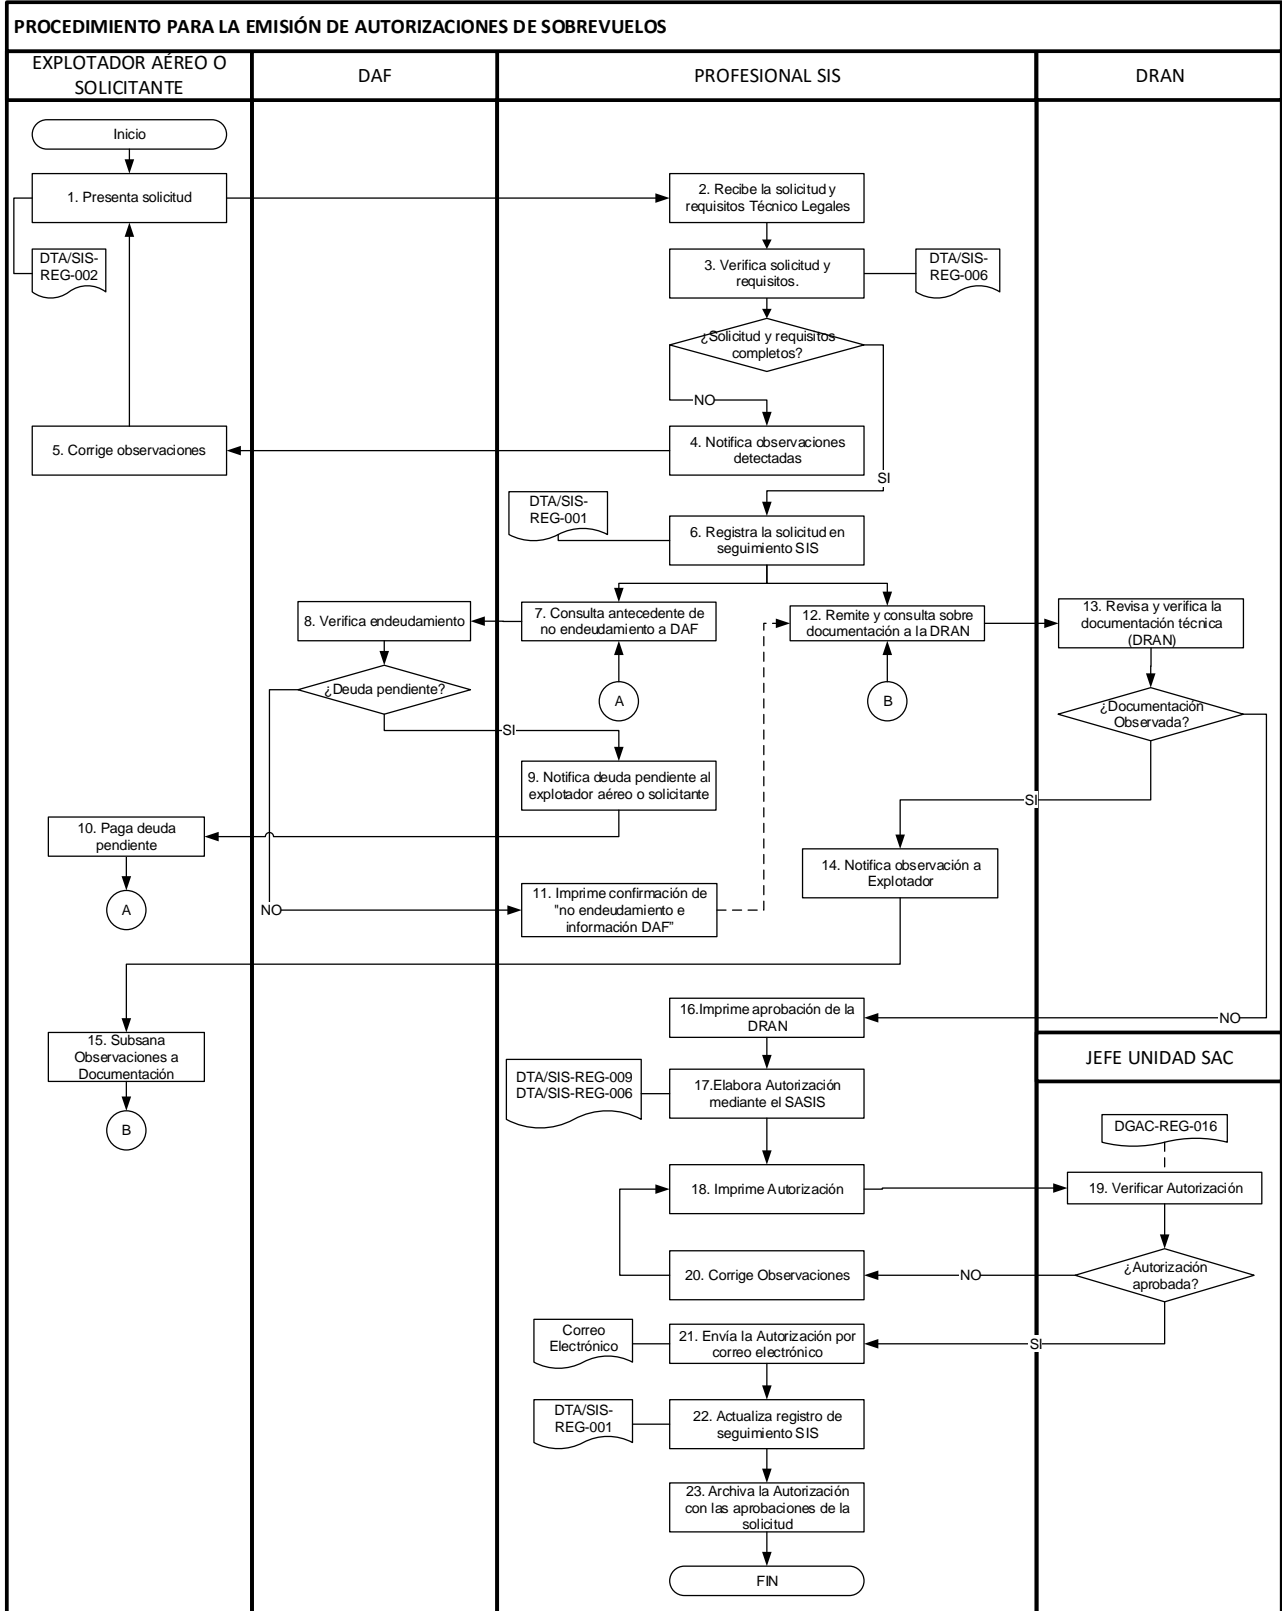 PROCEDIMIENTO PARA LA EMISIÓN DE AUTORIZACIONES DE SOBREVUELOS
EXPLOTADOR AÉREO O
SOLICITANTE
DAF
PROFESIONAL SIS
DRAN
Inicio
1. Presenta solicitud
2. Recibe la solicitud y
requisitos Técnico Legales
DTA/SIS-
REG-002
3. Verifica solicitud y
requisitos.
DTA/SIS-
REG-006
¿Solicitud y requisitos
completos?
NO
5. Corrige observaciones
4. Notifica observaciones
detectadas
SI
DTA/SIS-
REG-001
6. Registra la solicitud en
seguimiento SIS
8. Verifica endeudamiento
7. Consulta antecedente de
no endeudamiento a DAF
12. Remite y consulta sobre
documentación a la DRAN
13. Revisa y verifica la
documentación técnica
(DRAN)
¿Deuda pendiente?
A
B
¿Documentación
Observada?
SI
9. Notifica deuda pendiente al
explotador aéreo o solicitante
SI
10. Paga deuda
pendiente
14. Notifica observación a
Explotador
A
NO
11. Imprime confirmación de
"no endeudamiento e
información DAF"
16.Imprime aprobación de la
DRAN
NO
15. Subsana
Observaciones a
Documentación
JEFE UNIDAD SAC
DTA/SIS-REG-009
DTA/SIS-REG-006
17.Elabora Autorización
mediante el SASIS
B
DGAC-REG-016
18. Imprime Autorización
19. Verificar Autorización
20. Corrige Observaciones
NO
¿Autorización
aprobada?
Correo
Electrónico
21. Envía la Autorización por
correo electrónico
SI
DTA/SIS-
REG-001
22. Actualiza registro de
seguimiento SIS
23. Archiva la Autorización
con las aprobaciones de la
solicitud
FIN